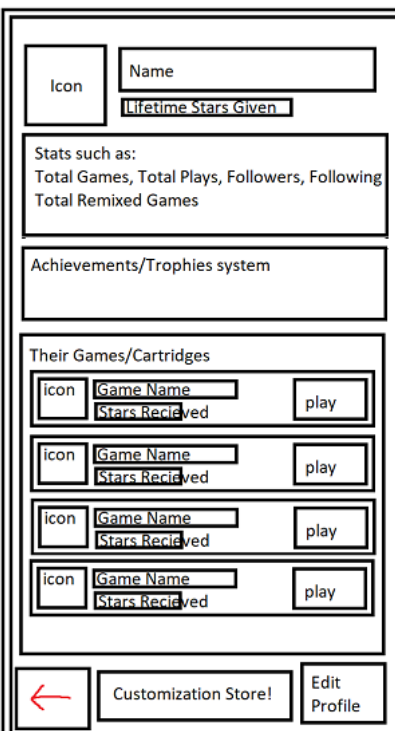 Icon
Name
Lifetime Stars Given
Stats such as:
Total Games, Total Plays, Followers, Following
Total Remixed Games
Achievements/Trophies system
Their Games/Cartridges
icon
Game Name
Stars Recieved
play
icon
Game Name
Stars Recieved
play
icon
Game Name
Stars Recieved
play
icon
Game Name
Stars Recieved
play
Customization Store!
Edit
Profile